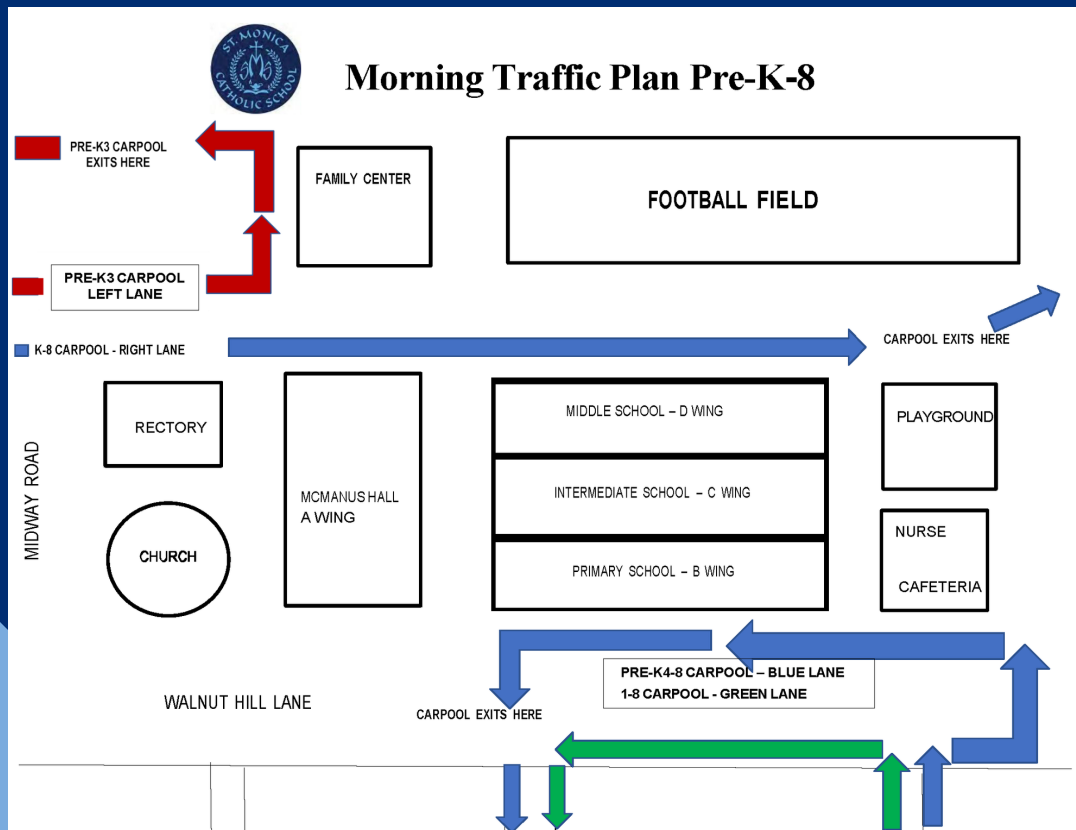 ST. MONICA
SMS
CATHOLIC SCHOOL
Morning Traffic Plan Pre-K-8
PRE-K3 CARPOOL
EXITS HERE
FAMILY CENTER
FOOTBALL FIELD
PRE-K3 CARPOOL
LEFT LANE
K-8 CARPOOL - RIGHT LANE
CARPOOL EXITS HERE
RECTORY
MIDDLE SCHOOL – D WING
PLAYGROUND
MIDWAY ROAD
MCMANUS HALL
A WING
INTERMEDIATE SCHOOL – C WING
CHURCH
NURSE
CAFETERIA
PRIMARY SCHOOL – B WING
PRE-K4-8 CARPOOL – BLUE LANE
1-8 CARPOOL - GREEN LANE
WALNUT HILL LANE
CARPOOL EXITS HERE